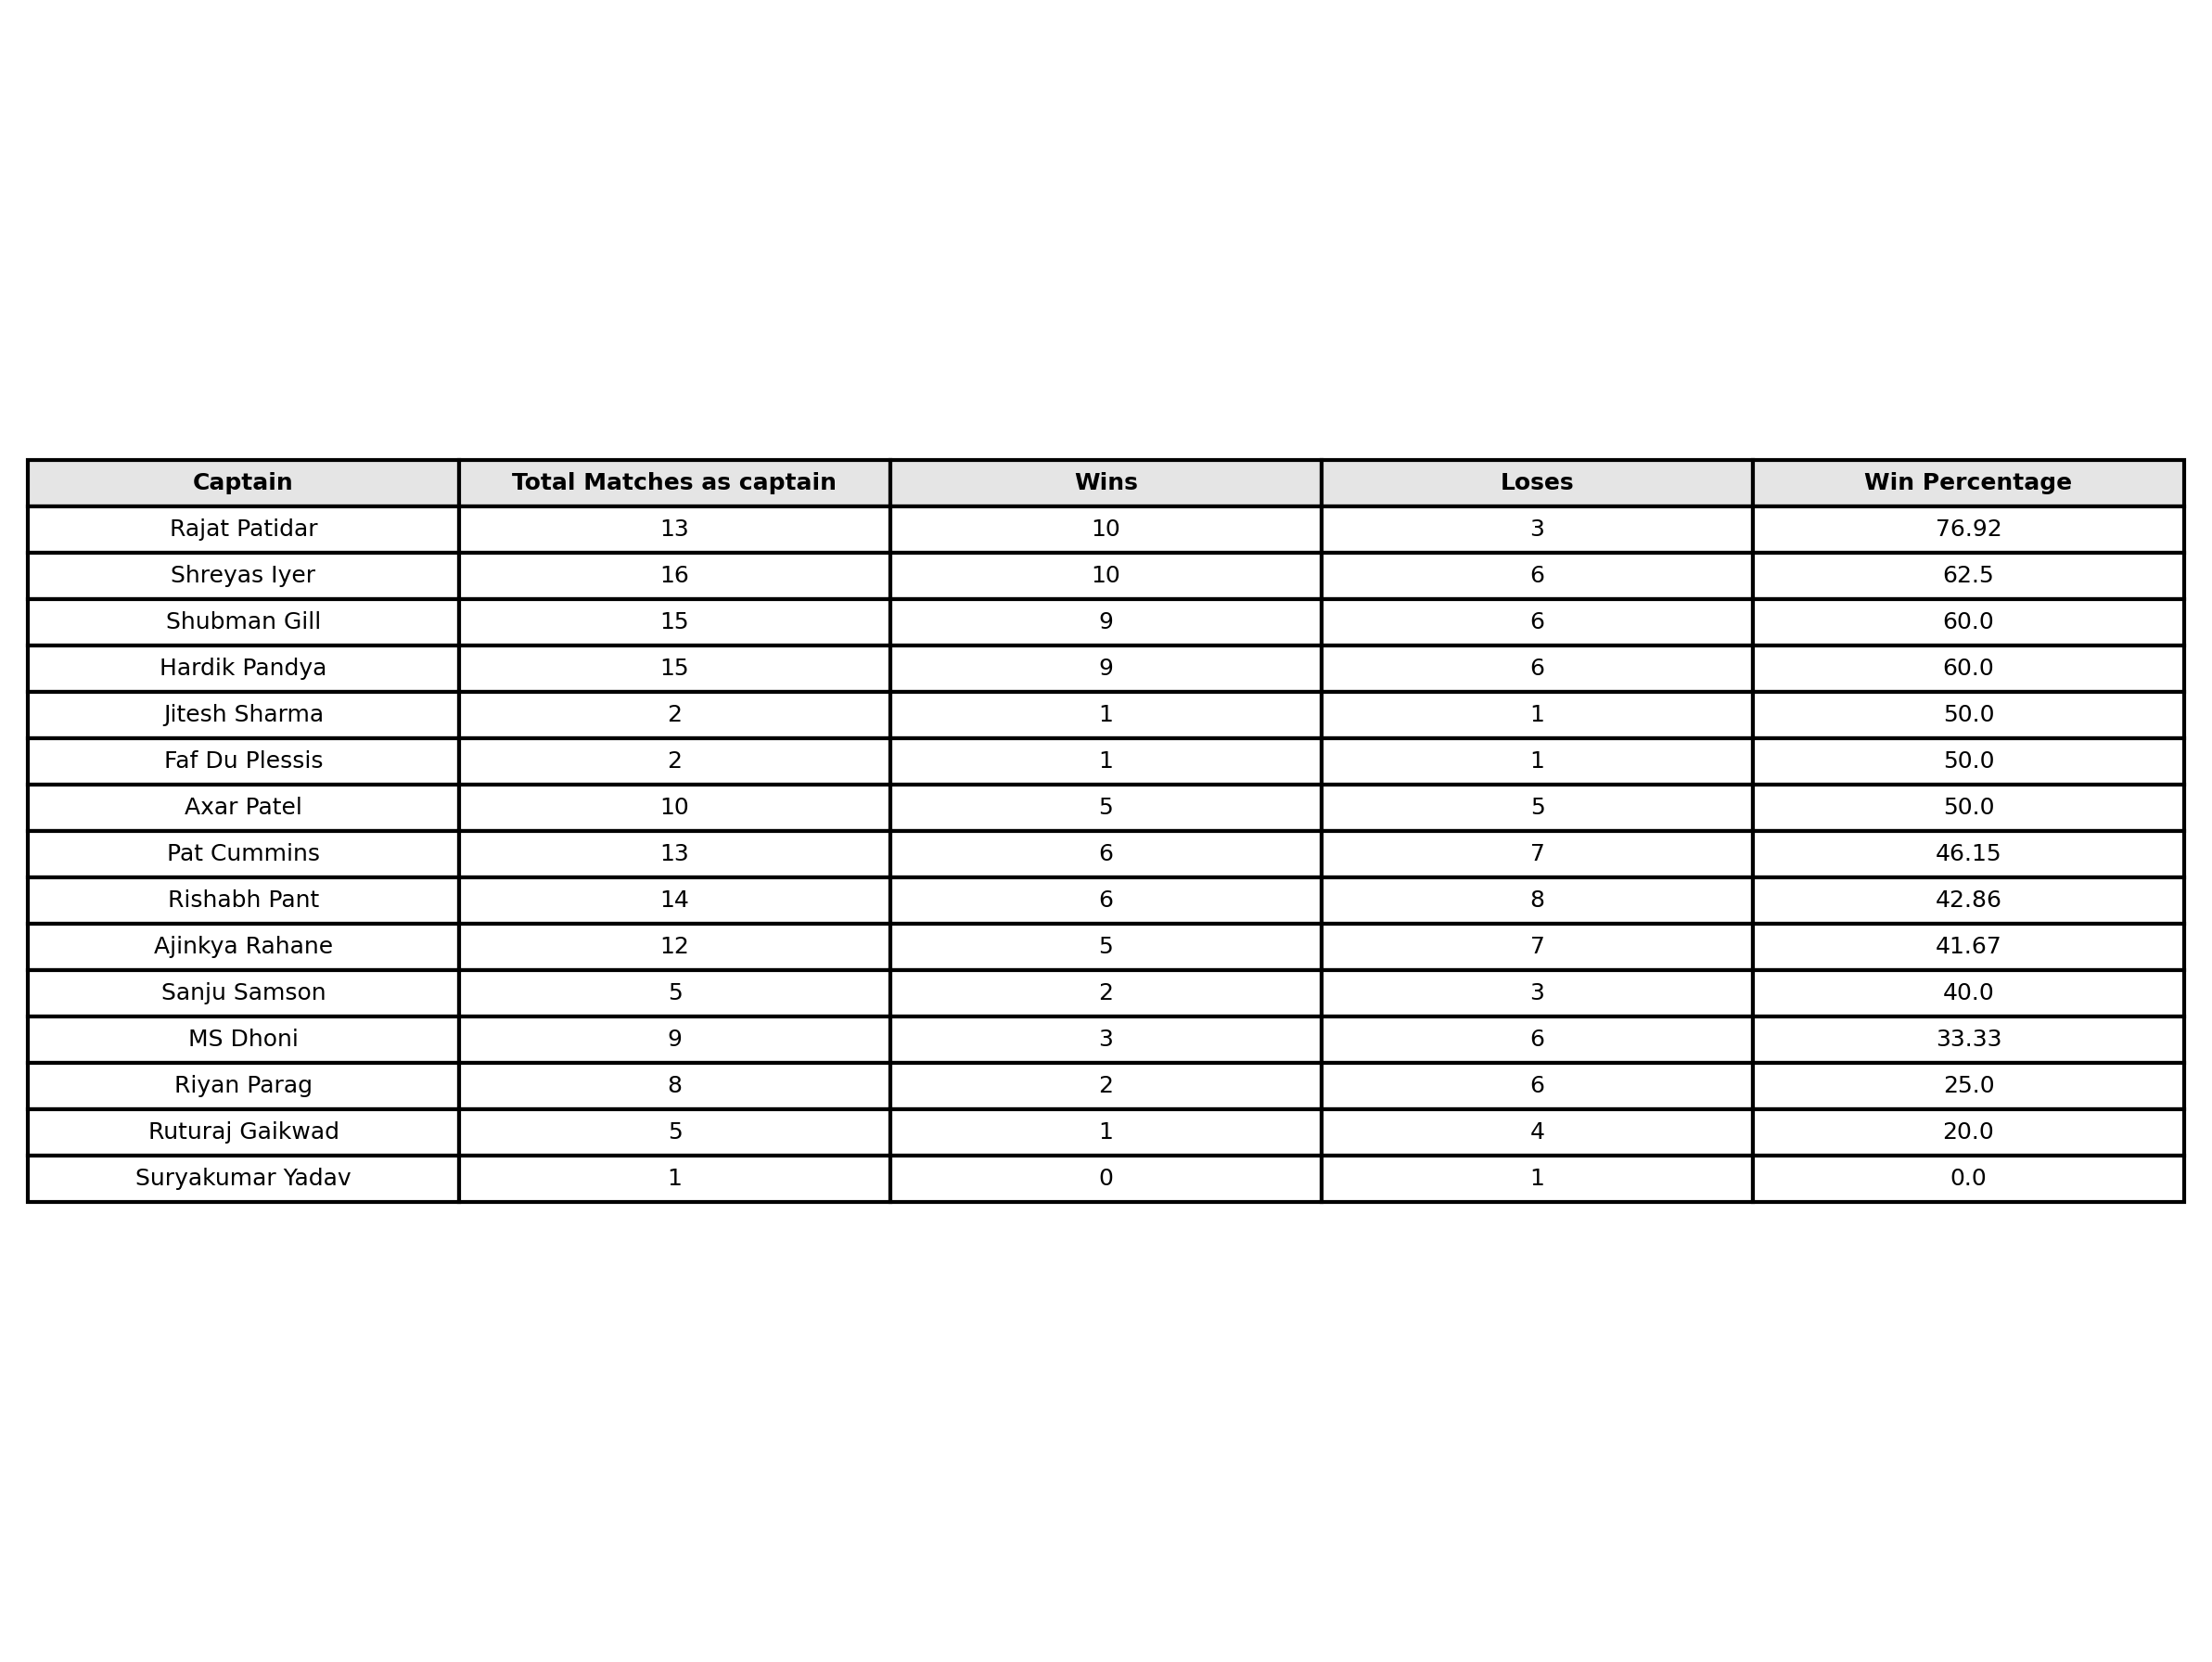 Captain Total Matches as captain Wins Loses Win Percentage
Rajat Patidar 13 10 3 76.92
Shreyas Iyer 16 10 6 62.5
Shubman Gill 15 9 6 60.0
Hardik Pandya 15 9 6 60.0
Jitesh Sharma 2 1 1 50.0
Faf Du Plessis 2 1 1 50.0
Axar Patel 10 5 5 50.0
Pat Cummins 13 6 7 46.15
Rishabh Pant 14 6 8 42.86
Ajinkya Rahane 12 5 7 41.67
Sanju Samson 5 2 3 40.0
MS Dhoni 9 3 6 33.33
Riyan Parag 8 2 6 25.0
Ruturaj Gaikwad 5 1 4 20.0
Suryakumar Yadav 1 0 1 0.0